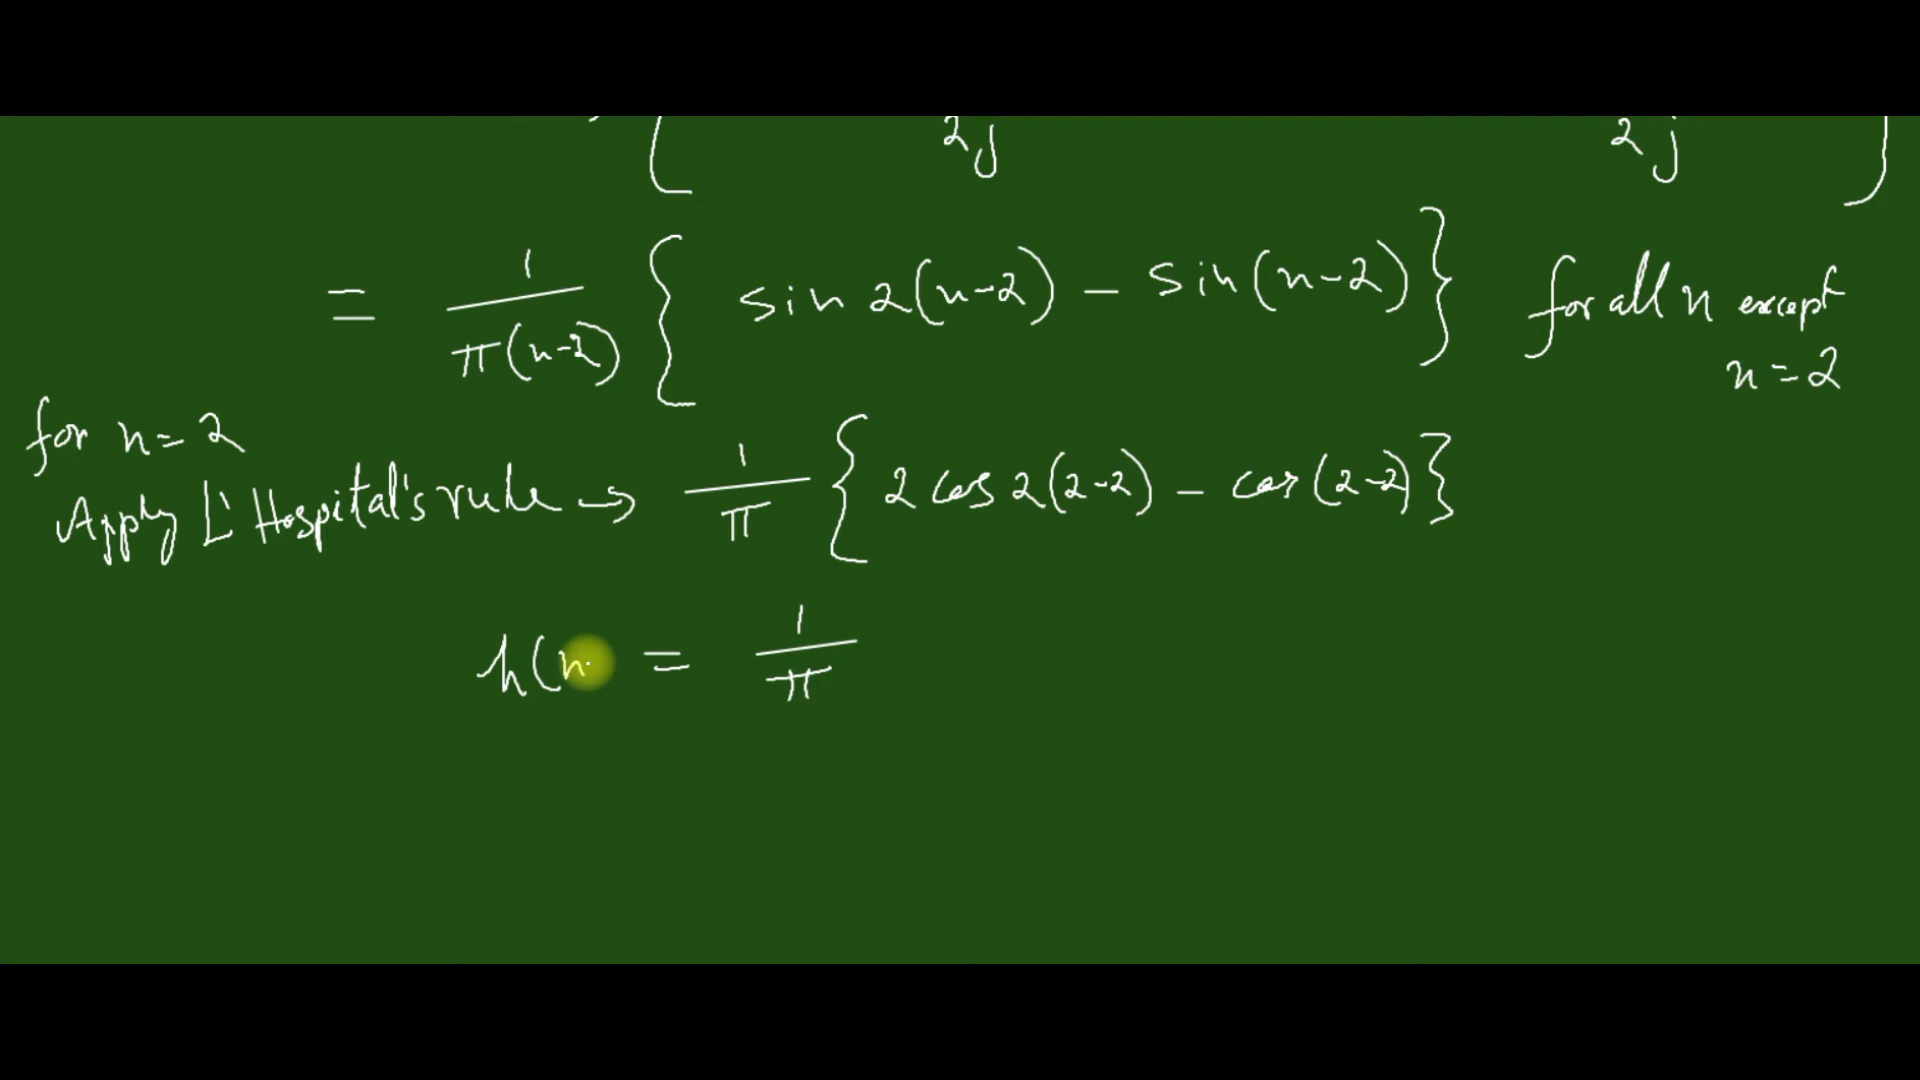 2j 2j
= 1/π(n-2) { sin 2(n-2) - sin(n-2) } for all n except
n=2
for n=2
Apply L'Hospital's rule → 1/π { 2 cos 2(2-2) - cos (2-2) }
h(n = 1/π